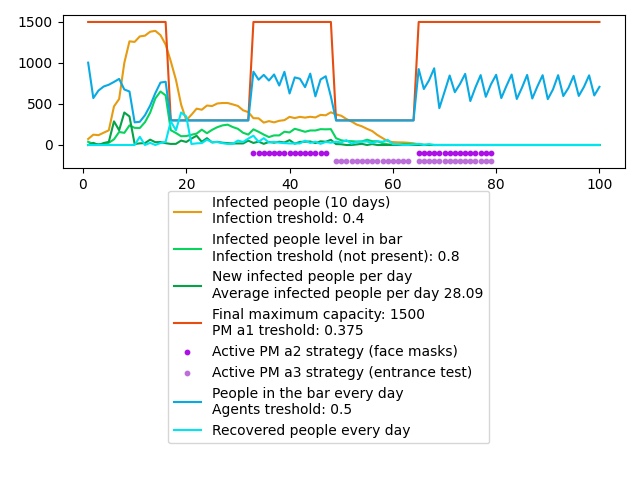 1500
1000
500
0
0 20 40 60 80 100
Infected people (10 days)
Infection treshold: 0.4
Infected people level in bar
Infection treshold (not present): 0.8
New infected people per day
Average infected people per day 28.09
Final maximum capacity: 1500
PM a1 treshold: 0.375
Active PM a2 strategy (face masks)
Active PM a3 strategy (entrance test)
People in the bar every day
Agents treshold: 0.5
Recovered people every day